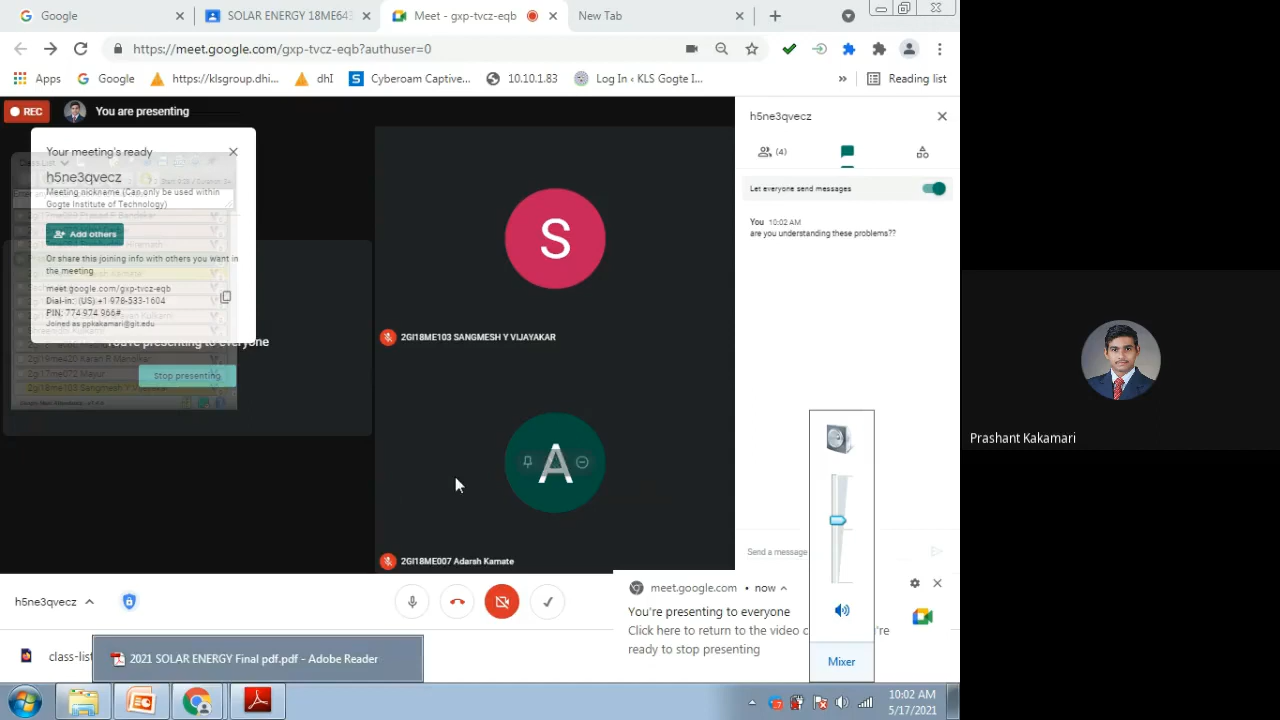 Google
SOLAR ENERGY 18ME643
Meet - gxp-tvcz-eqb
New Tab
https://meet.google.com/gxp-tvcz-eqb?authuser=0
Apps
Google
https://klsgroup.dhi...
dhI
Cyberoam Captive...
10.10.1.83
Log In ‹ KLS Gogte I...
»
Reading list
REC
You are presenting
Your meeting's ready
h5ne3qvecz
Meeting nickname (Can only be used within
Gogte Institute of Technology)
Add others
Or share this joining info with others you want in
the meeting.
meet.google.com/gxp-tvcz-eqb
Dial-in: (US) +1 978-533-1604
PIN: 774 974 966#
Joined as ppkakamari@git.edu
You're presenting to everyone
2gi19me420 Karan R Manolkar
2gi17me072 Mayur
2gi18me103 Sangmesh Y
Stop presenting
S
2GI18ME103 SANGMESH Y VIJAYAKAR
A
2GI18ME007 Adarsh Kamate
h5ne3qvecz
(4)
Let everyone send messages
You 10:02 AM
are you understanding these problems??
Send a message
Prashant Kakamari
h5ne3qvecz
meet.google.com • now
You're presenting to everyone
Click here to return to the video
ready to stop presenting
Mixer
class-list
2021 SOLAR ENERGY Final pdf.pdf - Adobe Reader
10:02 AM
5/17/2021